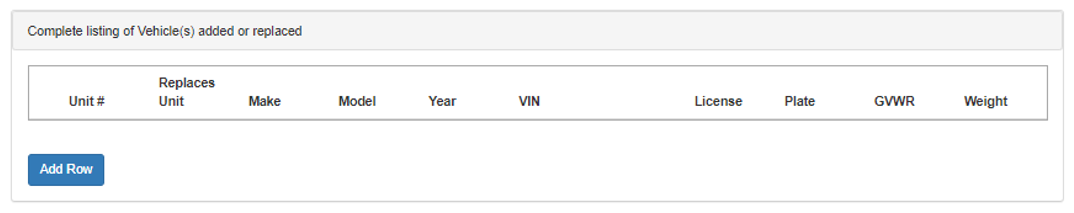 Complete listing of Vehicle(s) added or replaced
Unit # Replaces Unit Make Model Year VIN License Plate GVWR Weight
Add Row